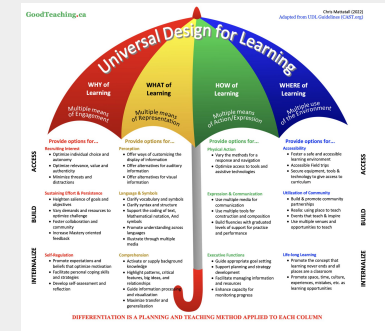 GoodTeaching.ca
Chris Mattatall (2022)
Adapted from UDL Guidelines (CAST.org)
Universal Design for Learning
WHY of
Learning
Multiple means
of Engagement
WHAT of
Learning
Multiple means
of Representation
HOW of
Learning
Multiple means
of Action/Expression
WHERE of
Learning
Multiple use
of the Environment
ACCESS
BUILD
INTERNALIZE
Provide options for...
Recruiting Interest
• Optimize individual choice and
autonomy
• Optimize relevance, value and
authenticity
• Minimize threats and
distractions
Sustaining Effort & Persistence
• Heighten salience of goals and
objectives
• Vary demands and resources to
optimize challenge
• Foster collaboration and
community
• Increase Mastery oriented
feedback
Self-Regulation
• Promote expectations and
beliefs that optimize motivation
• Facilitate personal coping skills
and strategies
• Develop self-assessment and
reflection
Provide options for...
Perception
• Offer ways of customizing the
display of information
• Offer alternatives for auditory
information
• Offer alternatives for visual
information
Language & Symbols
• Clarify vocabulary and symbols
• Clarify syntax and structure
• Support the coding of text,
Mathematical notation, And
symbols
• Promote understanding across
languages
• Illustrate through multiple
media
Comprehension
• Activate or supply background
knowledge
• Highlight patterns, critical
features, big ideas, and
relationships
• Guide information processing
and visualization
• Maximize transfer and
generalization
Provide options for...
Physical Action
• Vary the methods for a
response and navigation
• Optimize access to tools and
assistive technologies
Expression & Communication
• Use multiple media for
communication
• Use multiple tools for
construction and composition
• Build fluencies with graduated
levels of support for practice
and performance
Executive Functions
• Guide appropriate goal setting
• Support planning and strategy
development
• Facilitate managing information
and resources
• Enhance capacity for
monitoring progress
Provide options for...
Accessibility
• Foster a safe and accessible
learning environment
• Accessible Field trips
• Secure equipment, tools &
technology to give access to
curriculum
Utilization of Community
• Build & promote community
partnerships
• Realia: using place to teach
• Events that teach & inspire
• Use multiple venues and
opportunities to teach
Life-long Learning
• Promote the concept that
learning never ends and all
places are a classroom
• Promote space, time, culture,
experiences, mistakes, etc. as
learning opportunities
ACCESS
BUILD
INTERNALIZE
DIFFERENTIATION IS A PLANNING AND TEACHING METHOD APPLIED TO EACH COLUMN